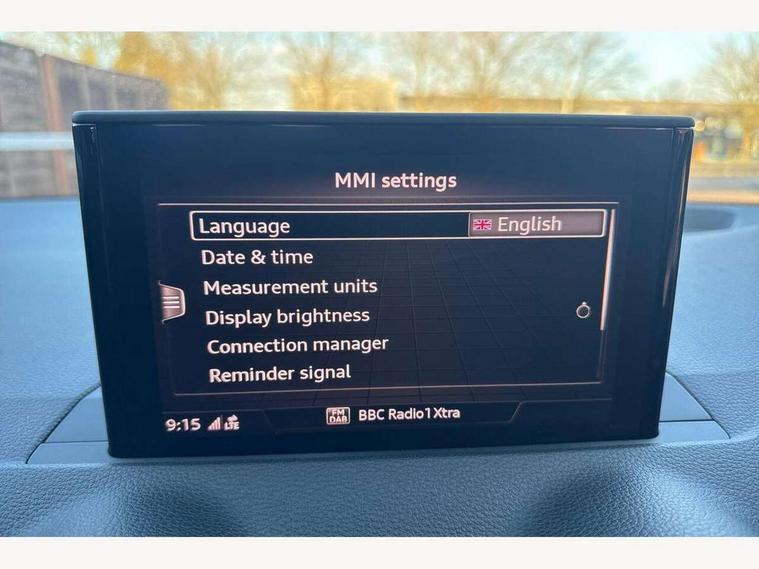 MMI settings
Language English
Date & time
Measurement units
Display brightness
Connection manager
Reminder signal
9:15 LTE FM DAB BBC Radio1Xtra